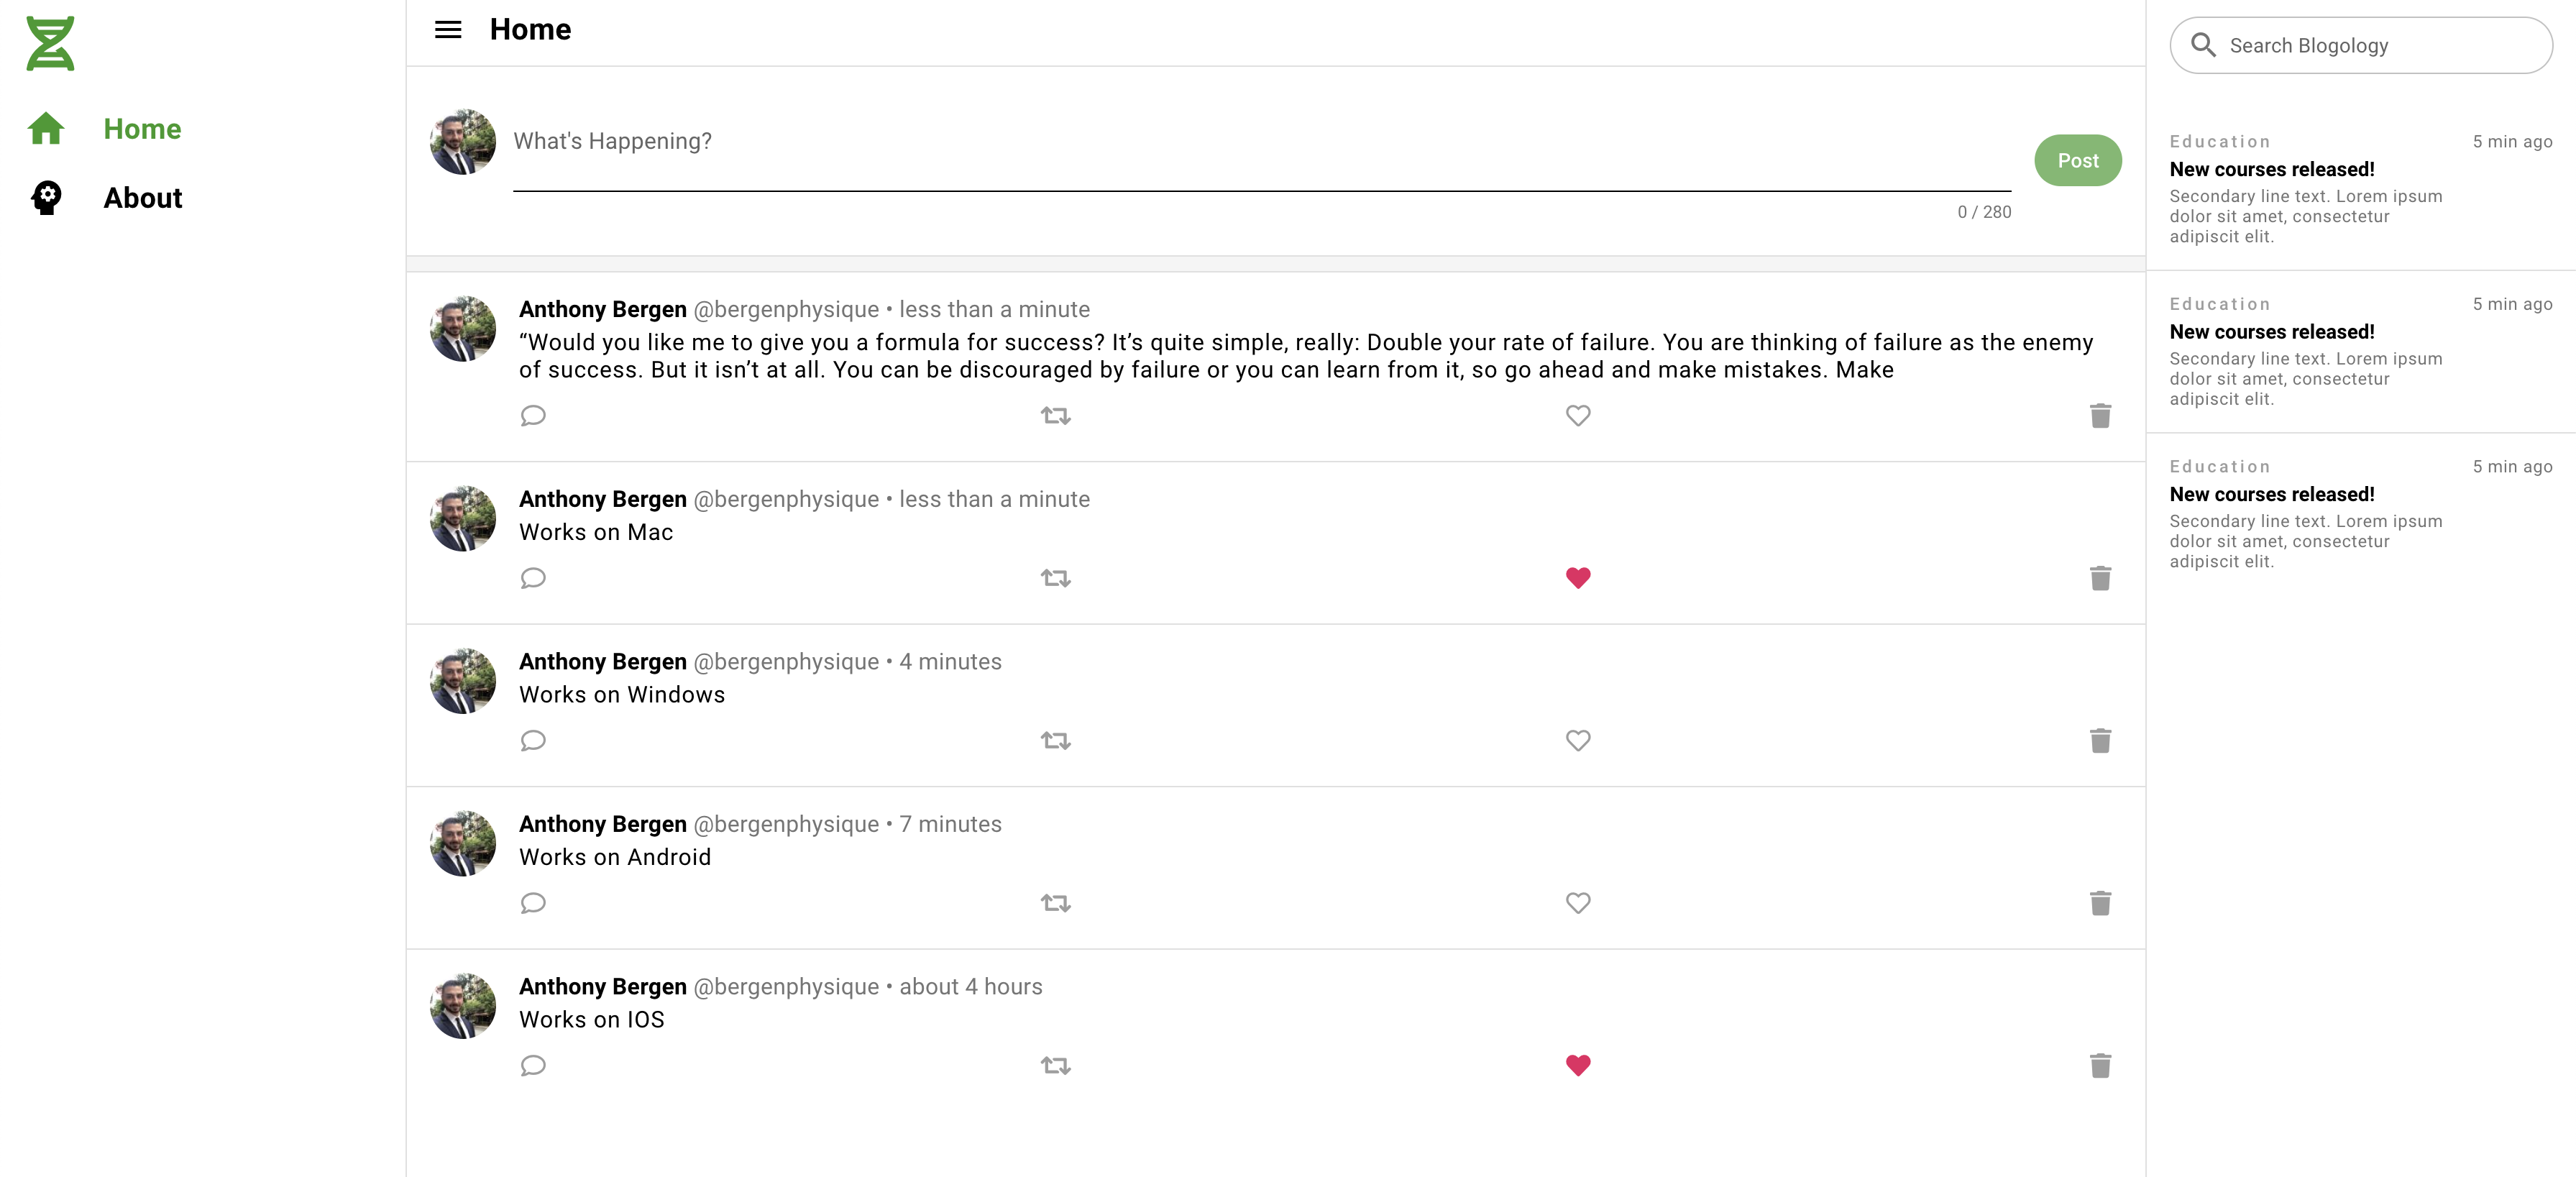 Home
About
Home
What's Happening?
Post
0 / 280
Anthony Bergen @bergenphysique • less than a minute
“Would you like me to give you a formula for success? It’s quite simple, really: Double your rate of failure. You are thinking of failure as the enemy
of success. But it isn’t at all. You can be discouraged by failure or you can learn from it, so go ahead and make mistakes. Make
Anthony Bergen @bergenphysique • less than a minute
Works on Mac
Anthony Bergen @bergenphysique • 4 minutes
Works on Windows
Anthony Bergen @bergenphysique • 7 minutes
Works on Android
Anthony Bergen @bergenphysique • about 4 hours
Works on IOS
Search Blogology
Education 5 min ago
New courses released!
Secondary line text. Lorem ipsum
dolor sit amet, consectetur
adipiscit elit.
Education 5 min ago
New courses released!
Secondary line text. Lorem ipsum
dolor sit amet, consectetur
adipiscit elit.
Education 5 min ago
New courses released!
Secondary line text. Lorem ipsum
dolor sit amet, consectetur
adipiscit elit.